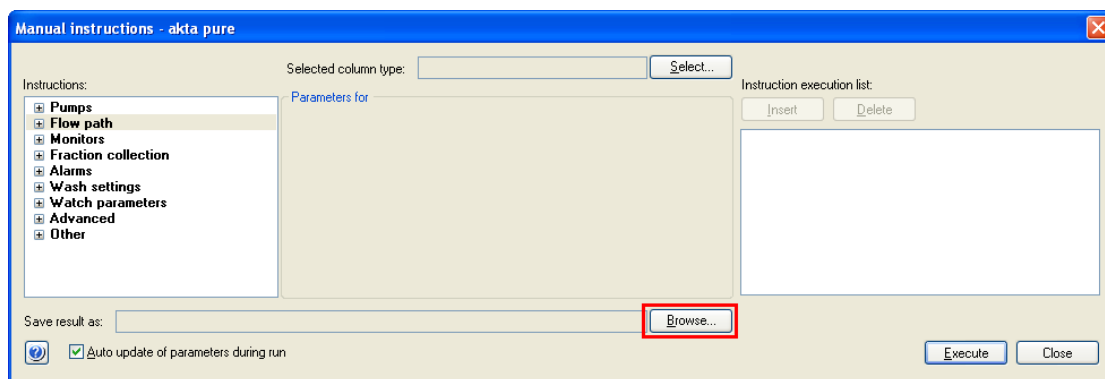 Manual instructions - akta pure
Selected column type:
Select...
Instructions:
Pumps
Flow path
Monitors
Fraction collection
Alarms
Wash settings
Watch parameters
Advanced
Other
Parameters for
Instruction execution list:
Insert
Delete
Save result as:
Browse...
?
Auto update of parameters during run
Execute
Close